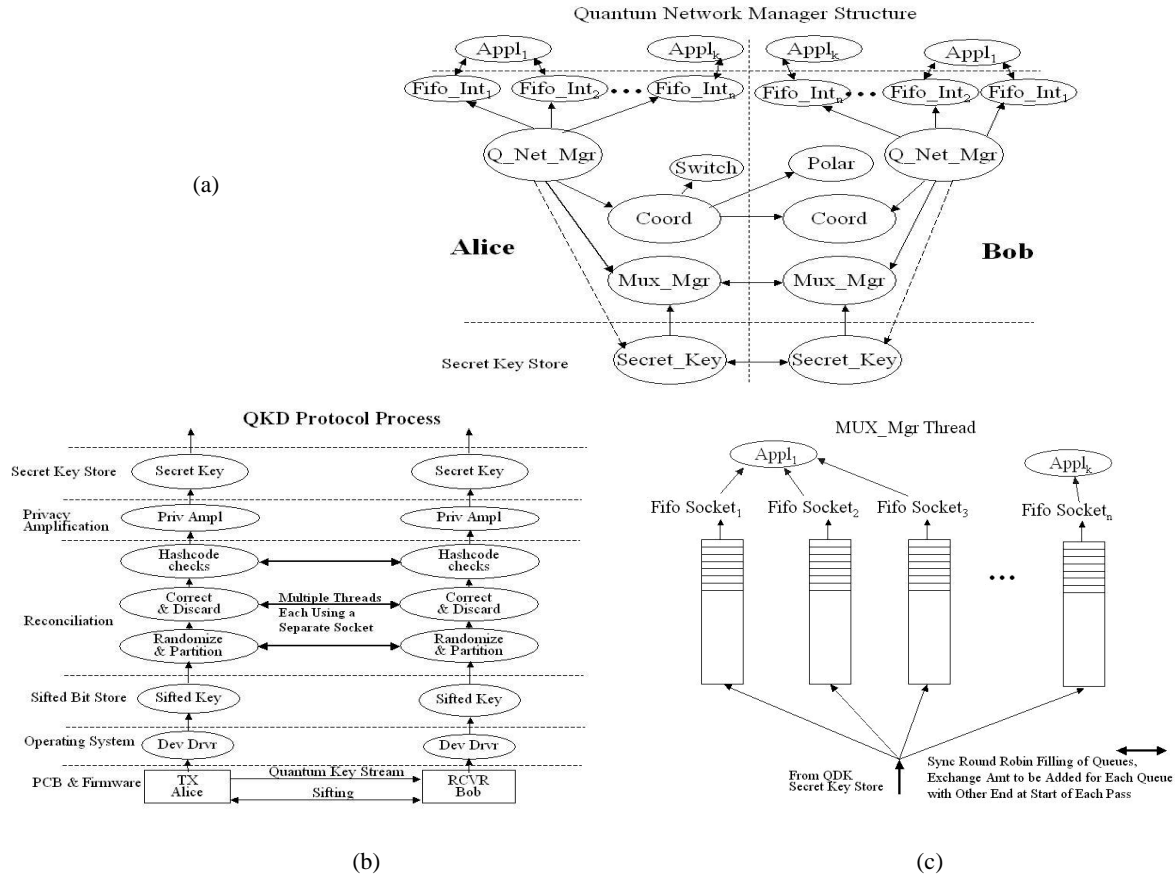 Quantum Network Manager Structure
Appl1 Applk Applk Appl1
Fifo_Int1 Fifo_Int2 ••• Fifo_Intn Fifo_Intn ••• Fifo_Int2 Fifo_Int1
Q_Net_Mgr Q_Net_Mgr
(a)
Switch Polar
Coord Coord
Alice Bob
Mux_Mgr Mux_Mgr
Secret Key Store
Secret_Key Secret_Key
QKD Protocol Process
Secret Key Store
Secret Key Secret Key
Privacy
Amplification
Priv Ampl Priv Ampl
Hashcode
checks
Hashcode
checks
Reconciliation
Correct
& Discard
Multiple Threads
Each Using a
Separate Socket
Correct
& Discard
Randomize
& Partition
Randomize
& Partition
Sifted Bit Store
Sifted Key Sifted Key
Operating System
Dev Drvr Dev Drvr
PCB & Firmware
TX
Alice
Quantum Key Stream
Sifting
RCVR
Bob
(b)
MUX_Mgr Thread
Appl1 Applk
Fifo Socket1 Fifo Socket2 Fifo Socket3 Fifo Socketn
•••
From QDK
Secret Key Store
Sync Round Robin Filling of Queues,
Exchange Amt to be Added for Each Queue
with Other End at Start of Each Pass
(c)